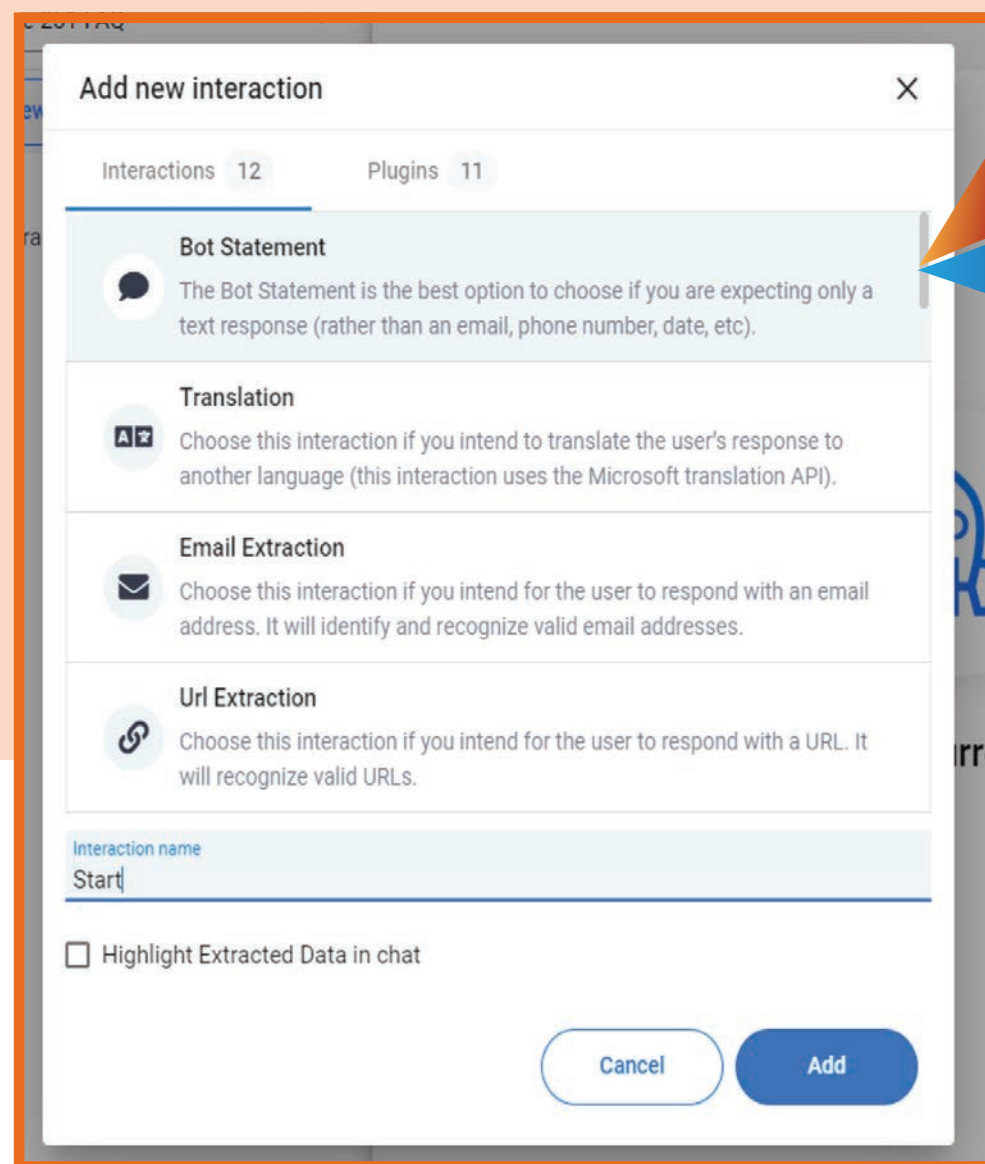 FAQ
Add new interaction
Interactions 12 Plugins 11
Bot Statement
The Bot Statement is the best option to choose if you are expecting only a
text response (rather than an email, phone number, date, etc).
Translation
Choose this interaction if you intend to translate the user's response to
another language (this interaction uses the Microsoft translation API).
Email Extraction
Choose this interaction if you intend for the user to respond with an email
address. It will identify and recognize valid email addresses.
Url Extraction
Choose this interaction if you intend for the user to respond with a URL. It
will recognize valid URLs.
Interaction name
Start
Highlight Extracted Data in chat
Cancel Add